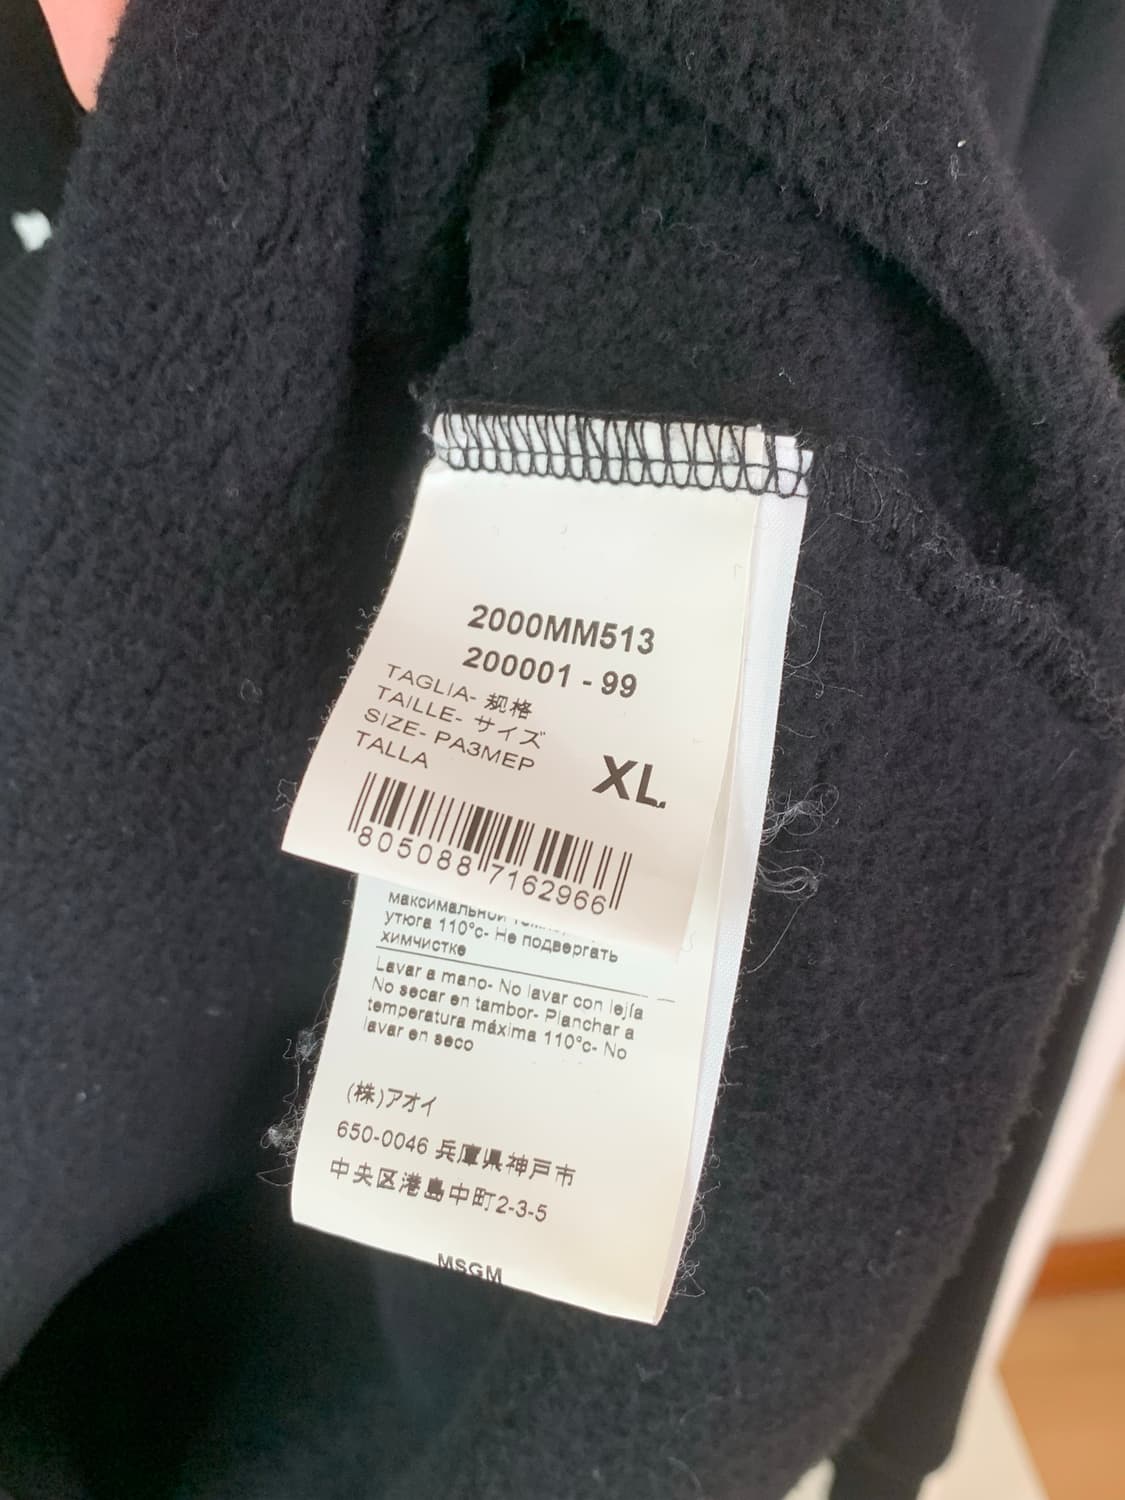 2000MM513
200001 - 99
TAGLIA- 规格
TAILLE- サイズ
SIZE- РАЗМЕР
TALLA
XL
805088 7162966
максимальной
утюга 110°c- Не подвергать
химчистке
Lavar a mano- No lavar con lejía
No secar en tambor- Planchar a
temperatura máxima 110°c- No
lavar en seco
(株)アオイ
650-0046 兵庫県神戸市
中央区港島中町2-3-5
MSGM